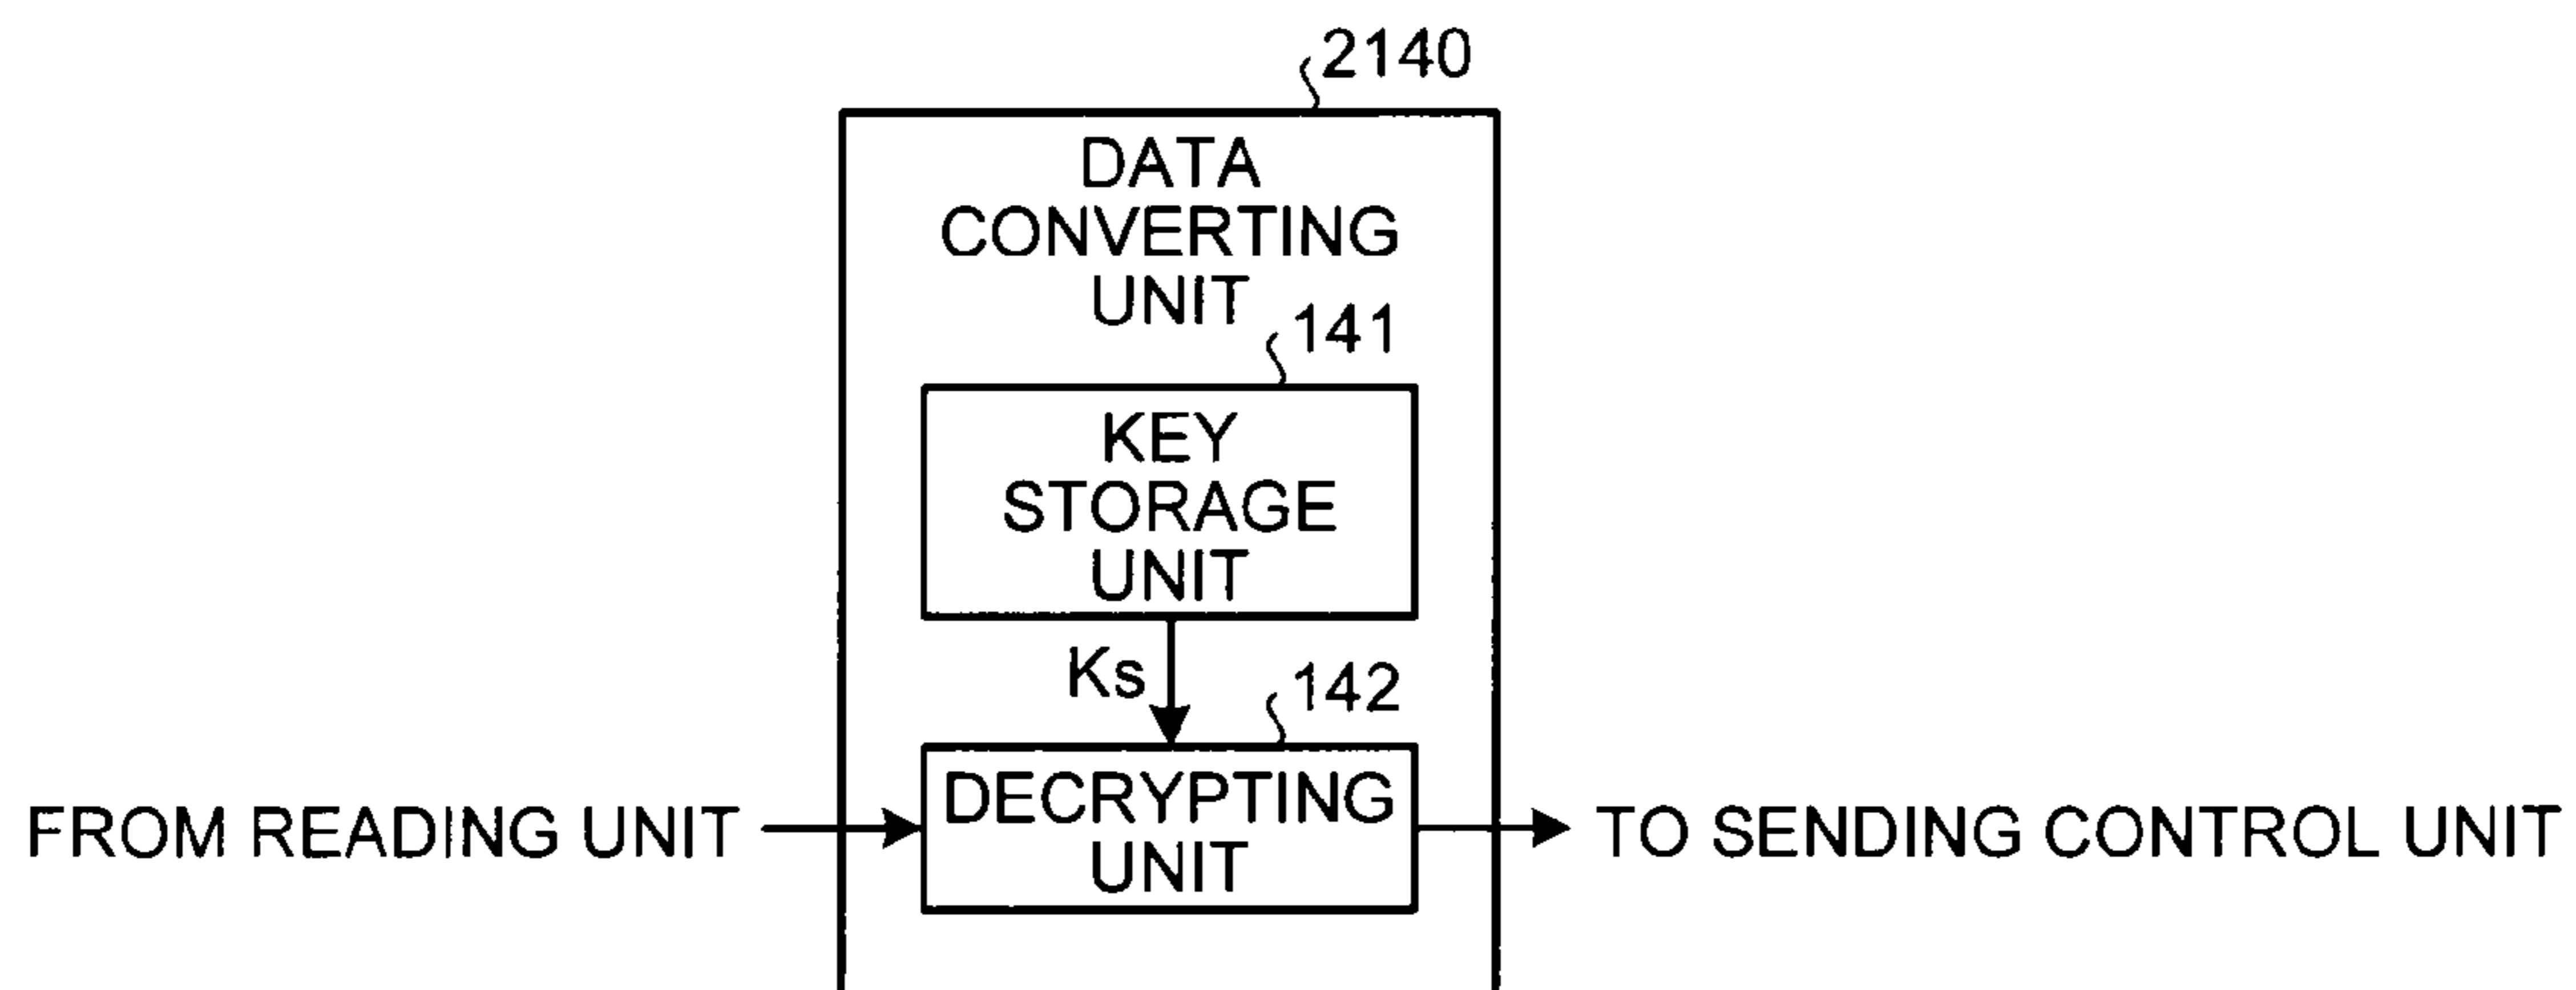 2140
DATA
CONVERTING
UNIT
141
KEY
STORAGE
UNIT
Ks
142
FROM READING UNIT
DECRYPTING
UNIT
TO SENDING CONTROL UNIT